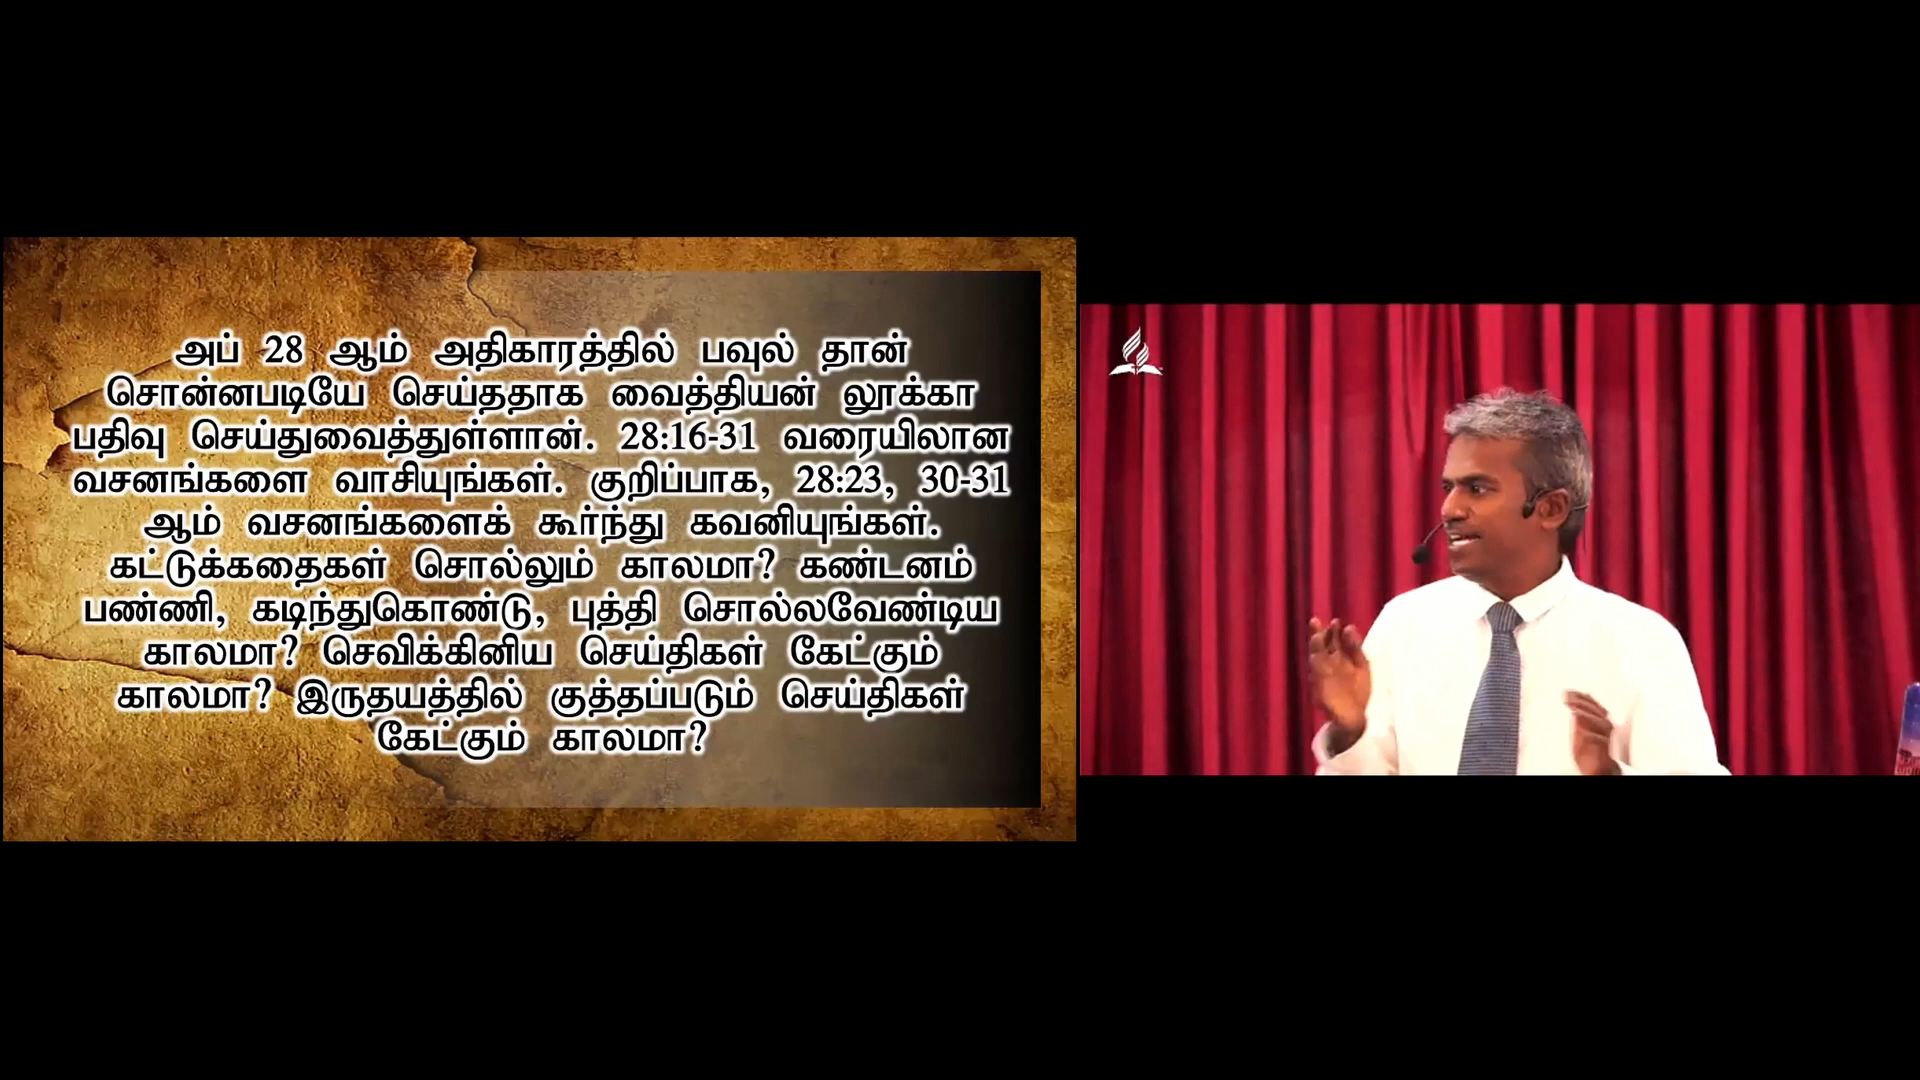 அப் 28 ஆம் அதிகாரத்தில் பவுல் தான்
சொன்னபடியே செய்ததாக வைத்தியன் லூக்கா
பதிவு செய்துவைத்துள்ளான். 28:16-31 வரையிலான
வசனங்களை வாசியுங்கள். குறிப்பாக, 28:23, 30-31
ஆம் வசனங்களைக் கூர்ந்து கவனியுங்கள்.
கட்டுக்கதைகள் சொல்லும் காலமா? கண்டனம்
பண்ணி, கடிந்துகொண்டு, புத்தி சொல்லவேண்டிய
காலமா? செவிக்கினிய செய்திகள் கேட்கும்
காலமா? இருதயத்தில் குத்தப்படும் செய்திகள்
கேட்கும் காலமா?